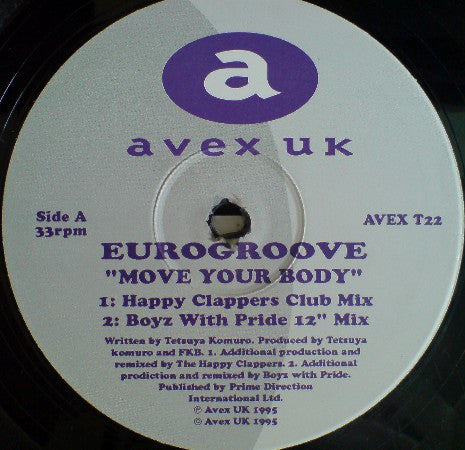 a
avex uk
Side A
33rpm
AVEX T22
EUROGROOVE
"MOVE YOUR BODY"
1: Happy Clappers Club Mix
2: Boyz With Pride 12" Mix
Written by Tetsuya Komuro. Produced by Tetsuya
komuro and FKB. 1. Additional production and
remixed by The Happy Clappers. 2. Additional
prodiction and remixed by Boyz with Pride.
Published by Prime Direction
International Ltd.
℗ Avex UK 1995
© Avex UK 1995